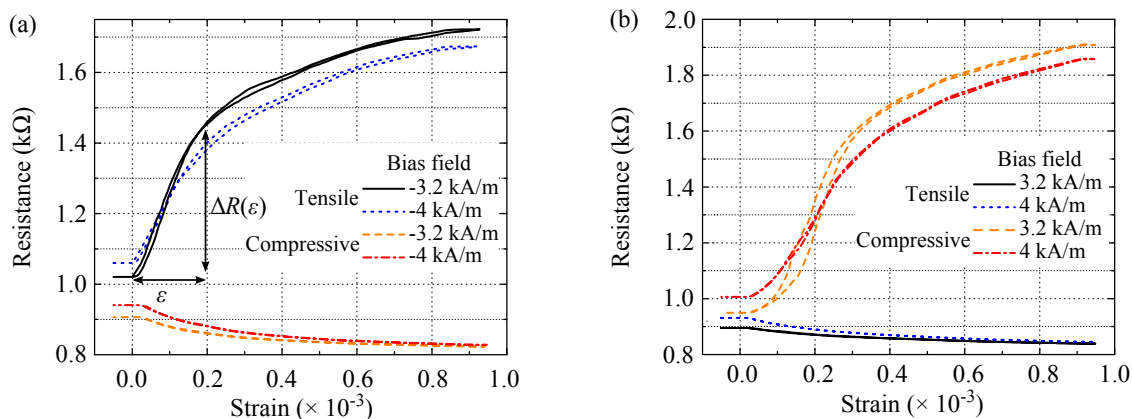 (a)
Resistance (kΩ)
1.6
1.4
1.2
1.0
0.8
Bias field
Tensile
-3.2 kA/m
-4 kA/m
Compressive
-3.2 kA/m
-4 kA/m
ΔR(ε)
ε
0.0 0.2 0.4 0.6 0.8 1.0
Strain (× 10⁻³)
(b)
Resistance (kΩ)
2.0
1.8
1.6
1.4
1.2
1.0
0.8
Bias field
Tensile
3.2 kA/m
4 kA/m
Compressive
3.2 kA/m
4 kA/m
0.0 0.2 0.4 0.6 0.8 1.0
Strain (× 10⁻³)